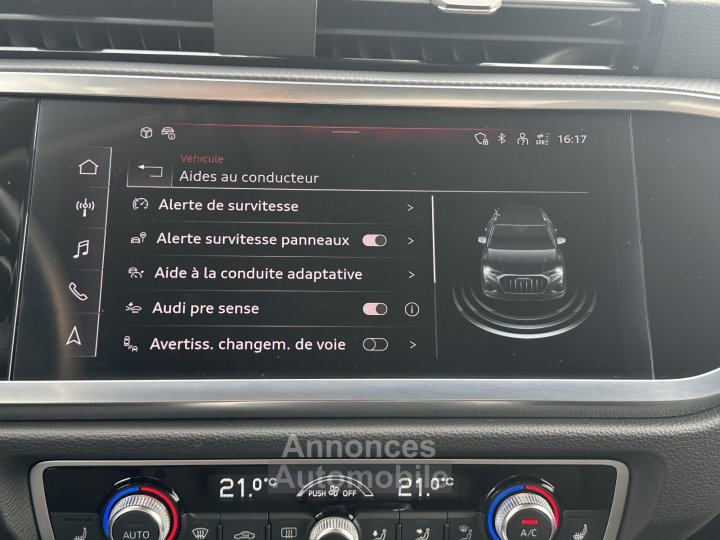 LTE
16:17
Véhicule
Aides au conducteur
Alerte de survitesse
Alerte survitesse panneaux
Aide à la conduite adaptative
Audi pre sense
Avertiss. changem. de voie
Annonces
Automobile
21.0°C
PUSH OFF
21.0°C
AUTO
A/C